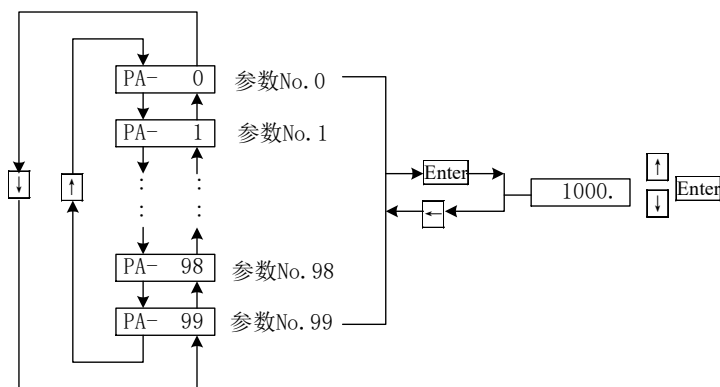 PA- 0 参数No.0
PA- 1 参数No.1
↓ ↑ ⋮ ⋮ Enter 1000. ↑
← ↓ Enter
PA- 98 参数No.98
PA- 99 参数No.99